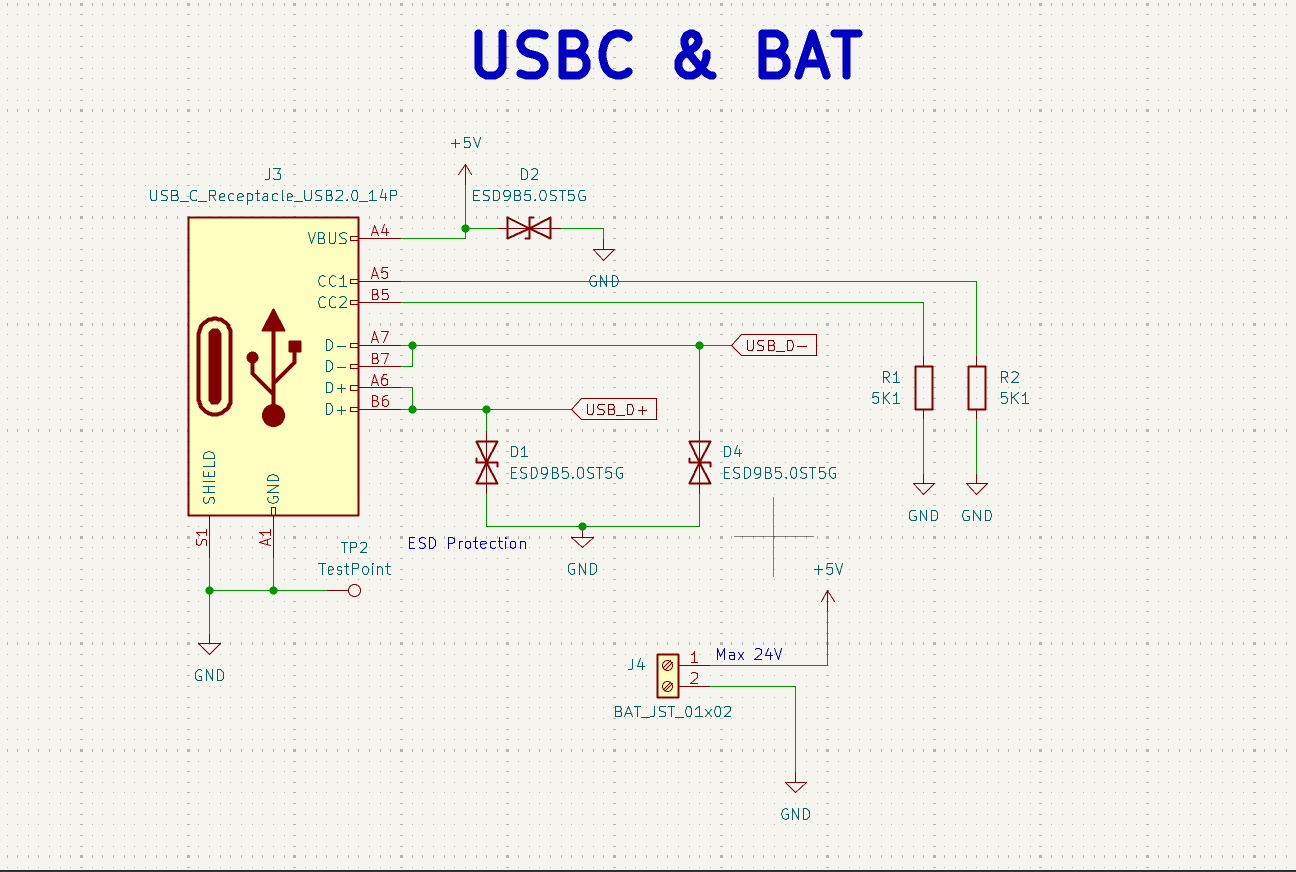 USBC & BAT
+5V
J3
USB_C_Receptacle_USB2.0_14P
D2
ESD9B5.0ST5G
VBUS
A4
GND
CC1
A5
CC2
B5
D-
A7
USB_D-
D-
B7
D+
A6
D+
B6
USB_D+
R1
5K1
R2
5K1
D1
ESD9B5.0ST5G
D4
ESD9B5.0ST5G
SHIELD
GND
S1
A1
GND
GND
ESD Protection
GND
TP2
TestPoint
+5V
GND
J4
1
Max 24V
2
BAT_JST_01x02
GND